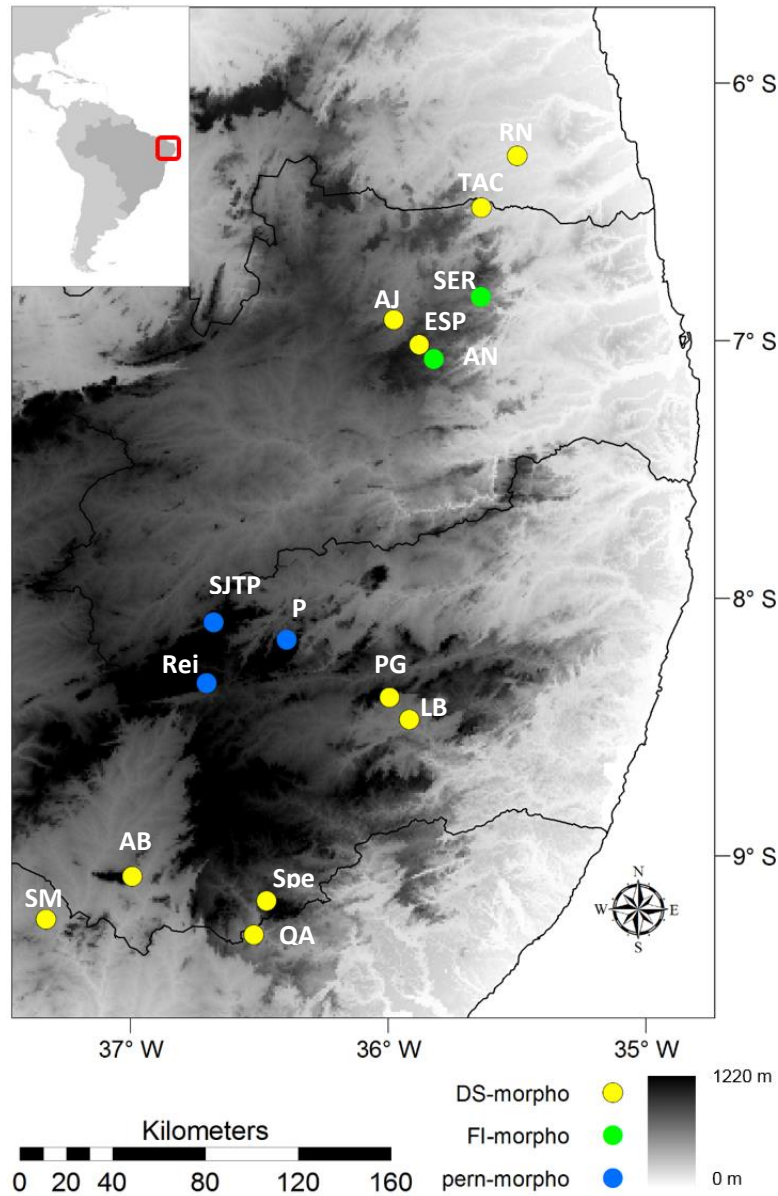 6° S
RN
TAC
SER
AJ
ESP
AN
7° S
SJTP
P
8° S
Rei
PG
LB
AB
9° S
Spe
SM
QA
N
W E
S
37° W 36° W 35° W
1220 m
DS-morpho
Kilometers
FI-morpho
0 20 40 80 120 160
pern-morpho
0 m